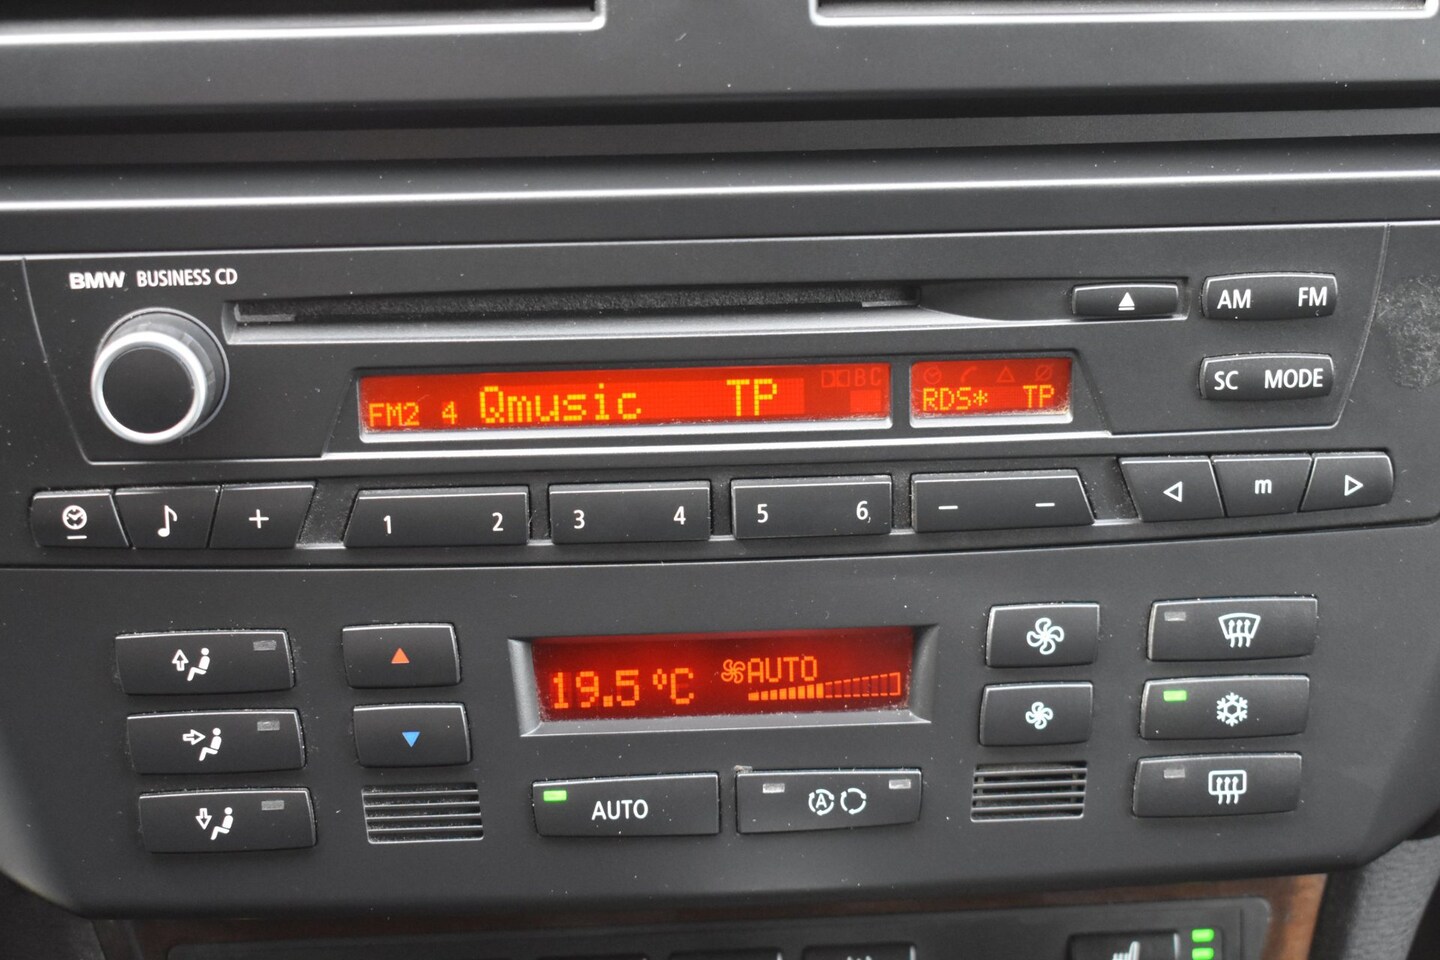 BMW BUSINESS CD
AM FM
SC MODE
FM2 4 Qmusic TP
BC
RDS* TP
+ 1 2 3 4 5 6 — — m
19.5 °C AUTO
AUTO
A